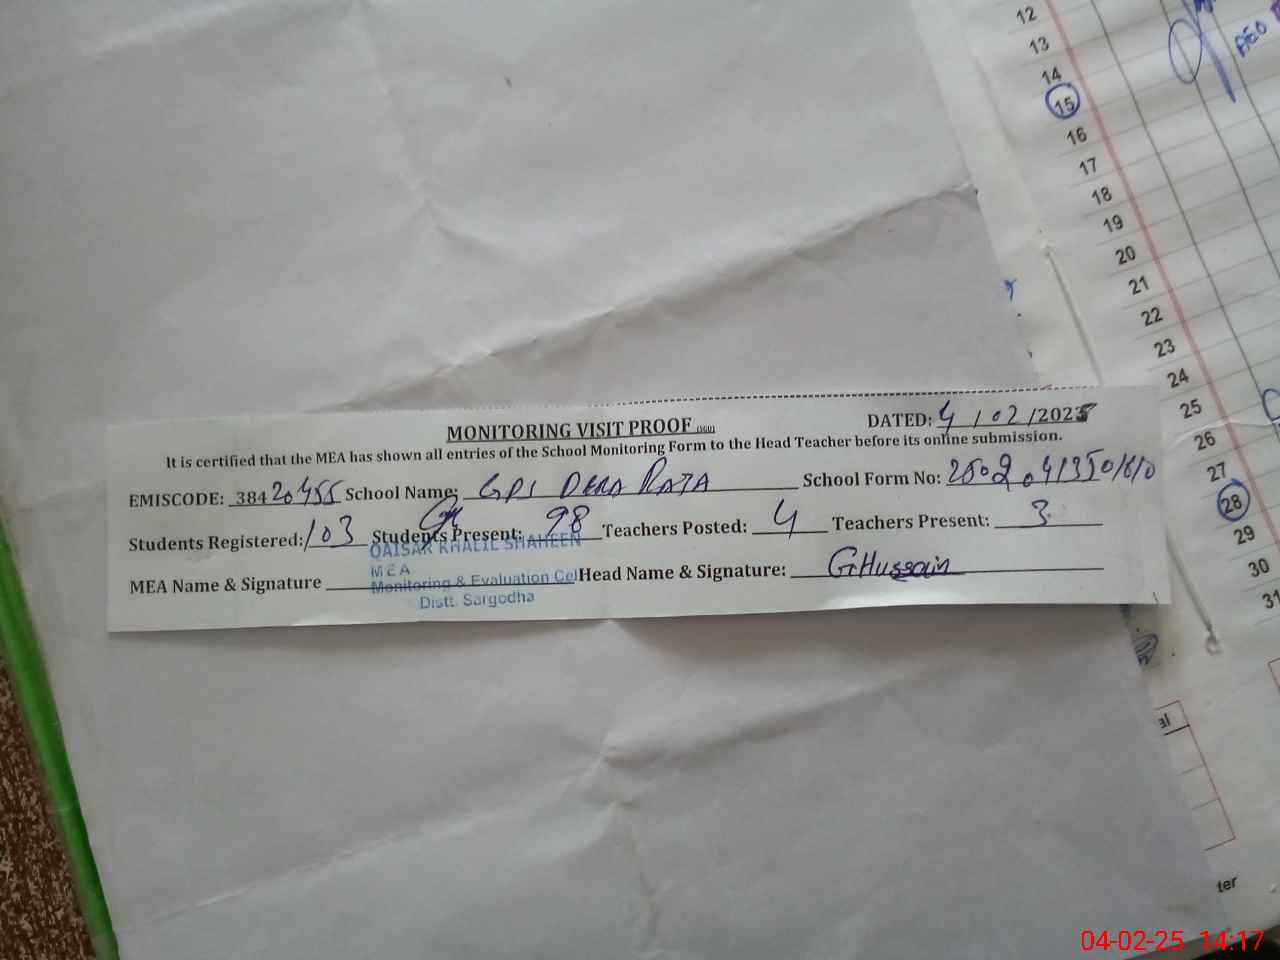 12
13
14
15
16
17
18
19
20
21
22
23
24
25
26
27
28
29
30
31
AEO
MONITORING VISIT PROOF
DATED: 4/02/2025
It is certified that the MEA has shown all entries of the School Monitoring Form to the Head Teacher before its online submission.
EMISCODE: 38420455 School Name: GPS DERA RAJA School Form No:
Students Registered: 103 Students Present: 98 Teachers Posted: 4 Teachers Present: 3
QAISAR KHALIL SHAHEEN
MEA
MEA Name & Signature Head Name & Signature: G.Hussain
Monitoring & Evaluation Cel
Distt. Sargodha
al
ter
04-02-25 14:17